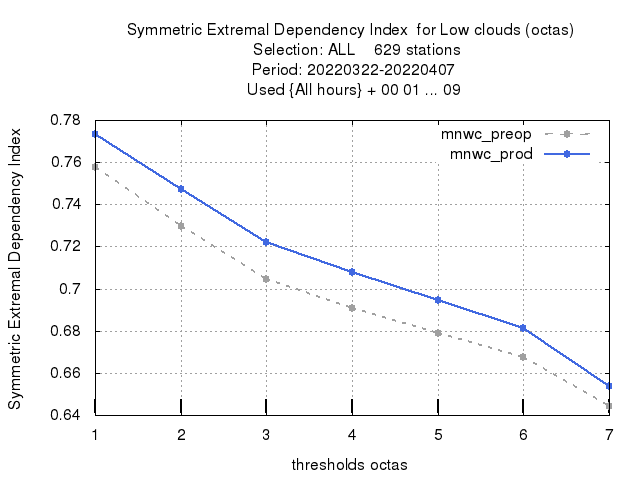 Symmetric Extremal Dependency Index  for Low clouds (octas)
Selection: ALL    629 stations
Period: 20220322-20220407
Used {All hours} + 00 01 ... 09
Symmetric Extremal Dependency Index
0.78
0.76
0.74
0.72
0.7
0.68
0.66
0.64
mnwc_preop
mnwc_prod
1 2 3 4 5 6 7
thresholds octas